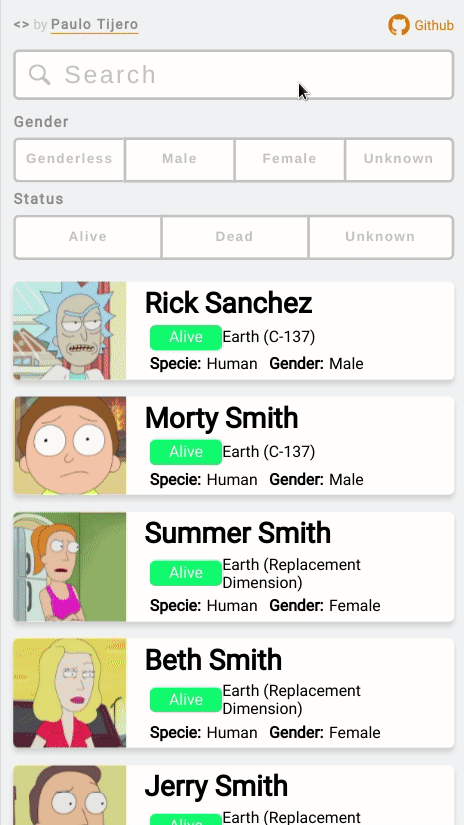 <> by Paulo Tijero
Github
Search
Gender
Genderless Male Female Unknown
Status
Alive Dead Unknown
Rick Sanchez
Alive Earth (C-137)
Specie: Human Gender: Male
Morty Smith
Alive Earth (C-137)
Specie: Human Gender: Male
Summer Smith
Alive Earth (Replacement
Dimension)
Specie: Human Gender: Female
Beth Smith
Alive Earth (Replacement
Dimension)
Specie: Human Gender: Female
Jerry Smith
Alive Earth (Replacement